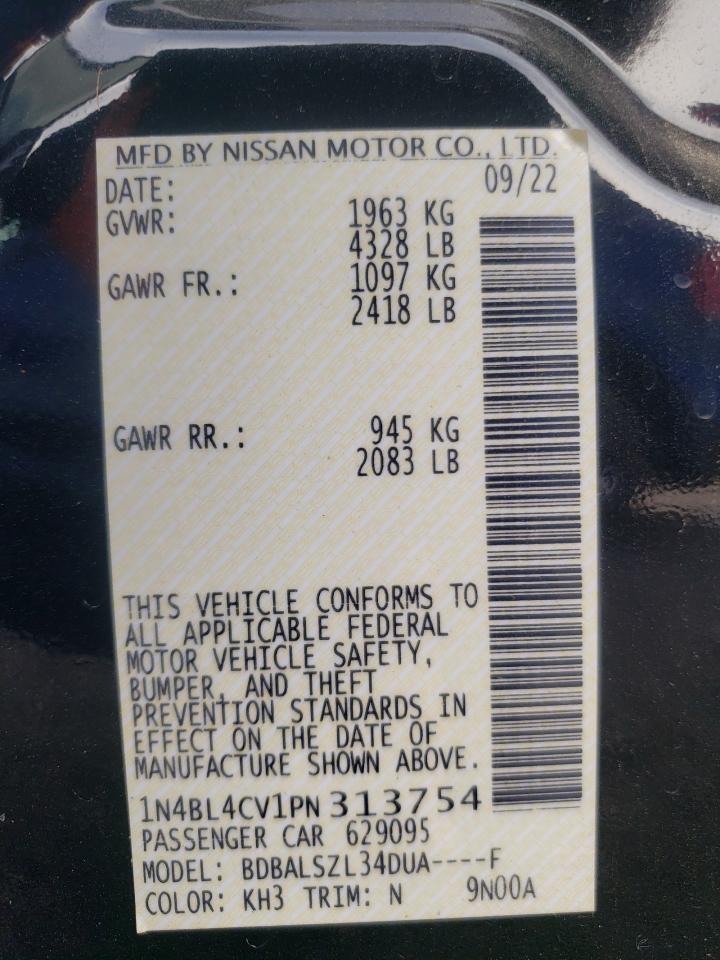 MFD BY NISSAN MOTOR CO., LTD.
DATE: 09/22
GVWR: 1963 KG
4328 LB
GAWR FR.: 1097 KG
2418 LB
GAWR RR.: 945 KG
2083 LB
THIS VEHICLE CONFORMS TO
ALL APPLICABLE FEDERAL
MOTOR VEHICLE SAFETY,
BUMPER, AND THEFT
PREVENTION STANDARDS IN
EFFECT ON THE DATE OF
MANUFACTURE SHOWN ABOVE.
1N4BL4CV1PN313754
PASSENGER CAR 629095
MODEL: BDBALSZL34DUA----F
COLOR: KH3 TRIM: N 9N00A